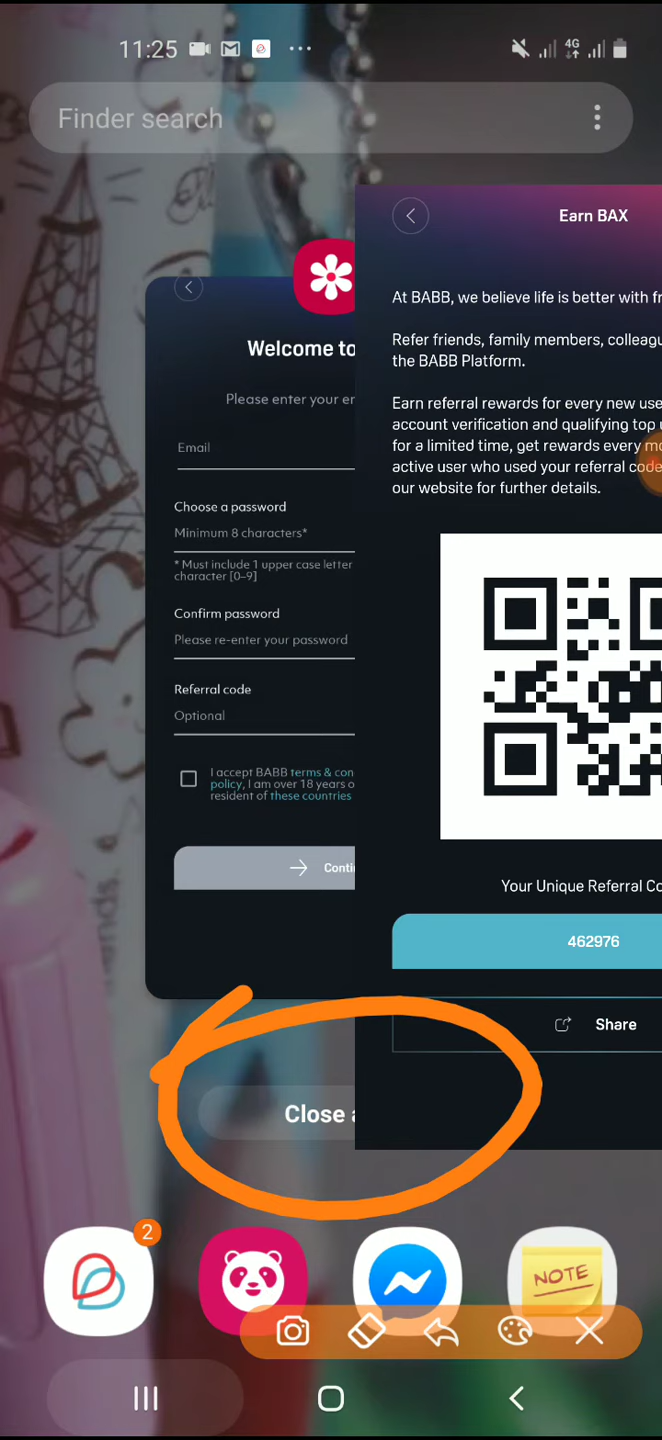 11:25
4G
Finder search
Earn BAX
At BABB, we believe life is better with fr
Refer friends, family members, colleagu
the BABB Platform.
Earn referral rewards for every new use
account verification and qualifying top u
for a limited time, get rewards every mo
active user who used your referral code
our website for further details.
Your Unique Referral Co
462976
Share
Welcome to
Please enter your em
Email
Choose a password
Minimum 8 characters*
* Must include 1 upper case letter
character [0-9]
Confirm password
Please re-enter your password
Referral code
Optional
I accept BABB terms & con
policy, I am over 18 years o
resident of these countries
Conti
Close a
2
NOTE